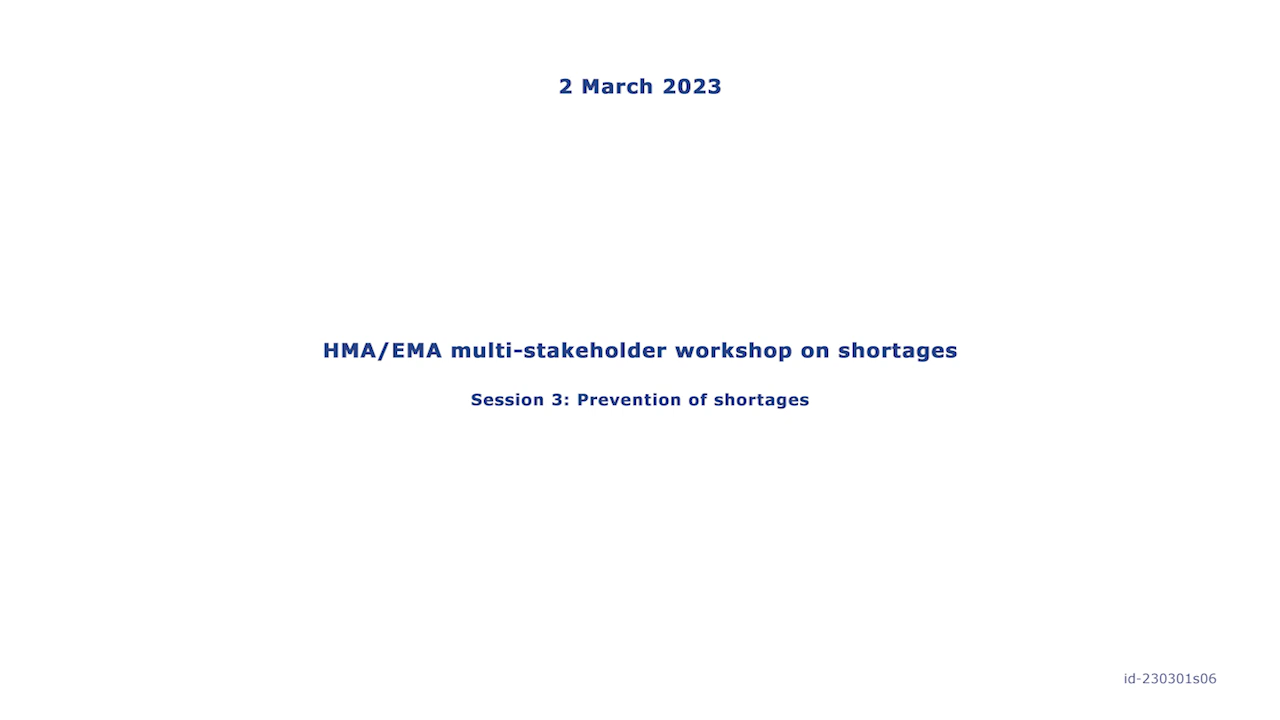 2 March 2023
HMA/EMA multi-stakeholder workshop on shortages
Session 3: Prevention of shortages
id-230301s06